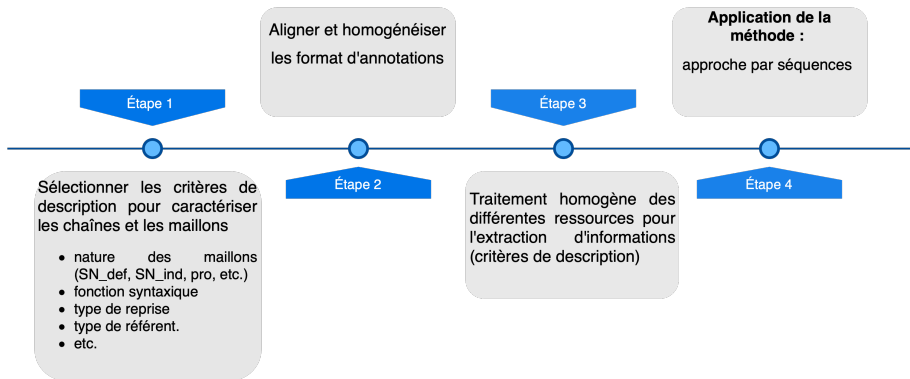 Étape 1
Sélectionner les critères de
description pour caractériser
les chaînes et les maillons
• nature des maillons
(SN_def, SN_ind, pro, etc.)
• fonction syntaxique
• type de reprise
• type de référent.
• etc.
Aligner et homogénéiser
les format d'annotations
Étape 2
Étape 3
Traitement homogène des
différentes ressources pour
l'extraction d'informations
(critères de description)
Application de la
méthode :
approche par séquences
Étape 4